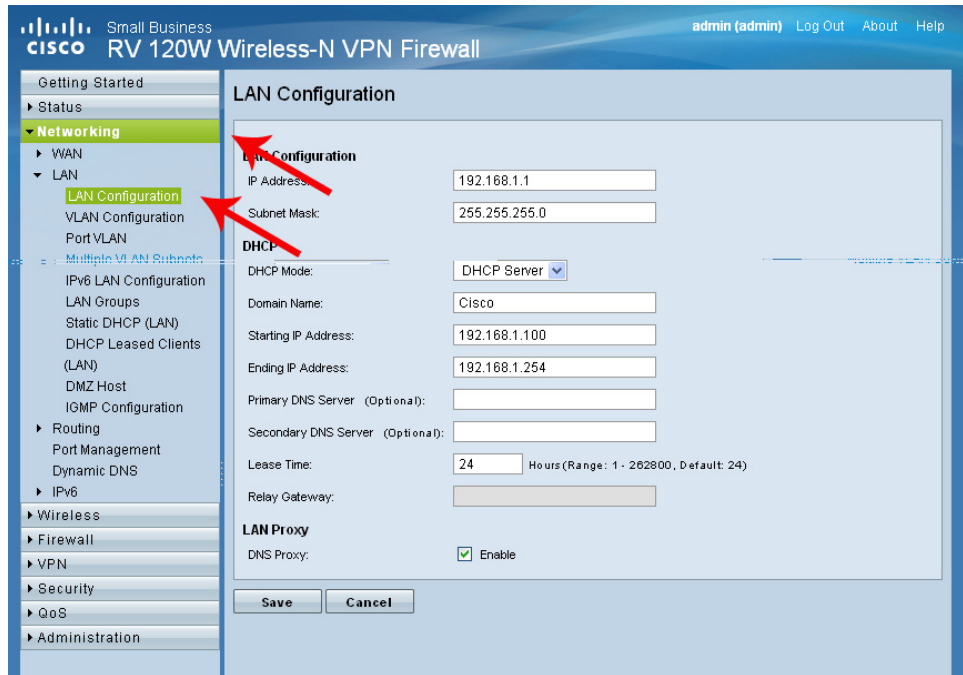 Small Business
CISCO RV 120W Wireless-N VPN Firewall
admin (admin) Log Out About Help
Getting Started
Status
Networking
WAN
LAN
LAN Configuration
VLAN Configuration
Port VLAN
Multiple VLAN Subnets
IPv6 LAN Configuration
LAN Groups
Static DHCP (LAN)
DHCP Leased Clients
(LAN)
DMZ Host
IGMP Configuration
Routing
Port Management
Dynamic DNS
IPv6
Wireless
Firewall
VPN
Security
QoS
Administration
LAN Configuration
LAN Configuration
IP Address: 192.168.1.1
Subnet Mask: 255.255.255.0
DHCP
DHCP Mode: DHCP Server
Domain Name: Cisco
Starting IP Address: 192.168.1.100
Ending IP Address: 192.168.1.254
Primary DNS Server (Optional):
Secondary DNS Server (Optional):
Lease Time: 24 Hours (Range: 1 - 262800, Default: 24)
Relay Gateway:
LAN Proxy
DNS Proxy: Enable
Save Cancel